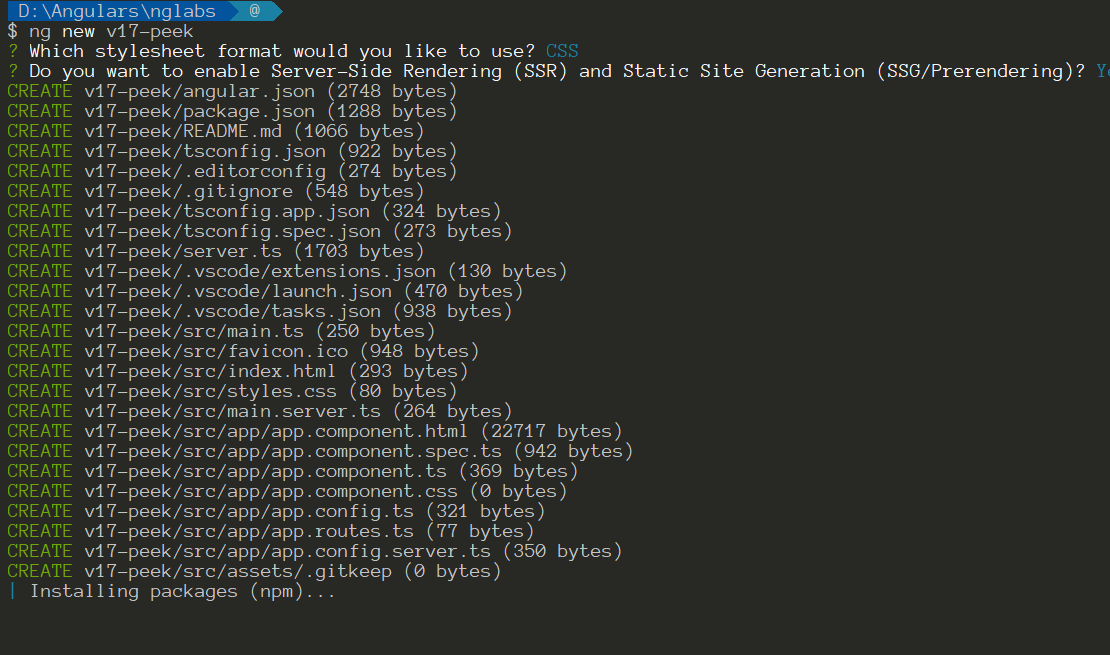 D:\Angulars\nglabs @
$ ng new v17-peek
? Which stylesheet format would you like to use? CSS
? Do you want to enable Server-Side Rendering (SSR) and Static Site Generation (SSG/Prerendering)?
CREATE v17-peek/angular.json (2748 bytes)
CREATE v17-peek/package.json (1288 bytes)
CREATE v17-peek/README.md (1066 bytes)
CREATE v17-peek/tsconfig.json (922 bytes)
CREATE v17-peek/.editorconfig (274 bytes)
CREATE v17-peek/.gitignore (548 bytes)
CREATE v17-peek/tsconfig.app.json (324 bytes)
CREATE v17-peek/tsconfig.spec.json (273 bytes)
CREATE v17-peek/server.ts (1703 bytes)
CREATE v17-peek/.vscode/extensions.json (130 bytes)
CREATE v17-peek/.vscode/launch.json (470 bytes)
CREATE v17-peek/.vscode/tasks.json (938 bytes)
CREATE v17-peek/src/main.ts (250 bytes)
CREATE v17-peek/src/favicon.ico (948 bytes)
CREATE v17-peek/src/index.html (293 bytes)
CREATE v17-peek/src/styles.css (80 bytes)
CREATE v17-peek/src/main.server.ts (264 bytes)
CREATE v17-peek/src/app/app.component.html (22717 bytes)
CREATE v17-peek/src/app/app.component.spec.ts (942 bytes)
CREATE v17-peek/src/app/app.component.ts (369 bytes)
CREATE v17-peek/src/app/app.component.css (0 bytes)
CREATE v17-peek/src/app/app.config.ts (321 bytes)
CREATE v17-peek/src/app/app.routes.ts (77 bytes)
CREATE v17-peek/src/app/app.config.server.ts (350 bytes)
CREATE v17-peek/src/assets/.gitkeep (0 bytes)
| Installing packages (npm)...